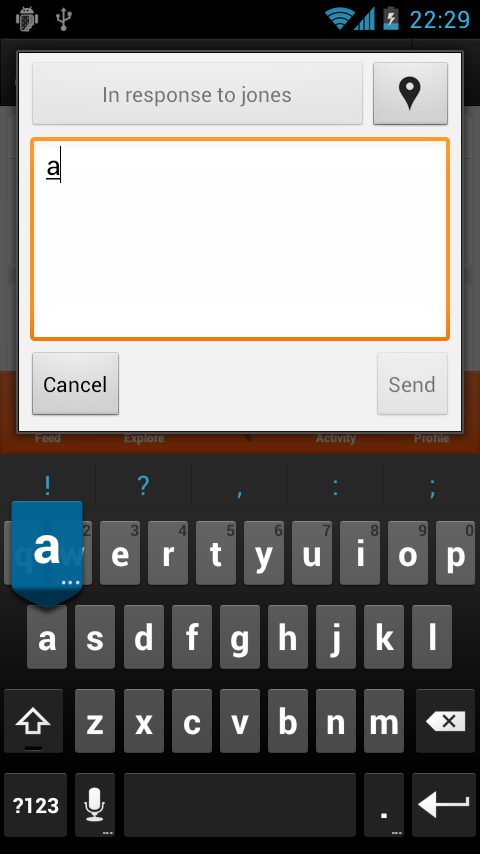 22:29
In response to jones
a
Cancel Send
Feed Explore Activity Profile
! ? , : ;
a
q w 2 e 3 r 4 t 5 y 6 u 7 i 8 o 9 p 0
a s d f g h j k l
z x c v b n m
?123 ... . ...